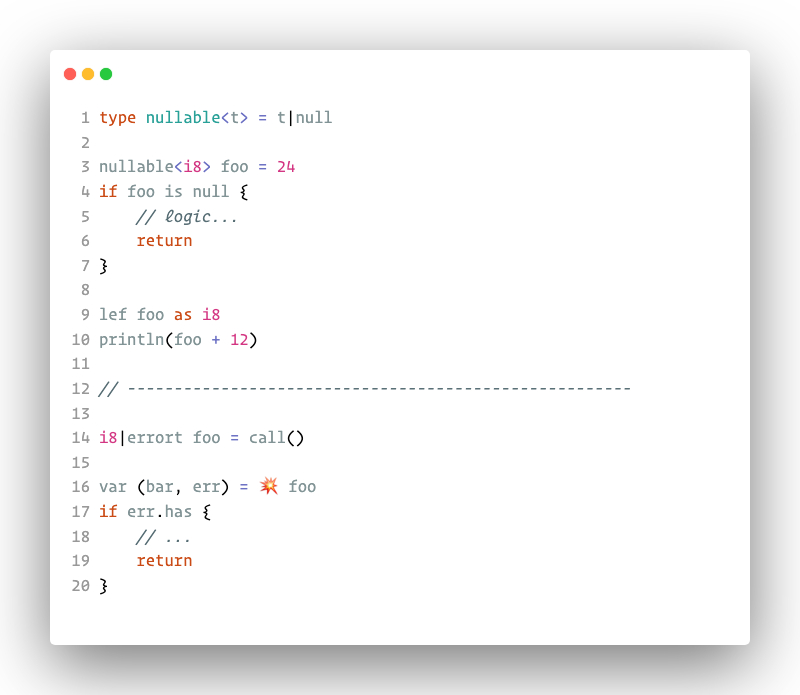 1 type nullable<t> = t|null
2
3 nullable<i8> foo = 24
4 if foo is null {
5     // logic...
6     return
7 }
8
9 lef foo as i8
10 println(foo + 12)
11
12 // ------------------------------------------------------
13
14 i8|errort foo = call()
15
16 var (bar, err) = 💥 foo
17 if err.has {
18     // ...
19     return
20 }